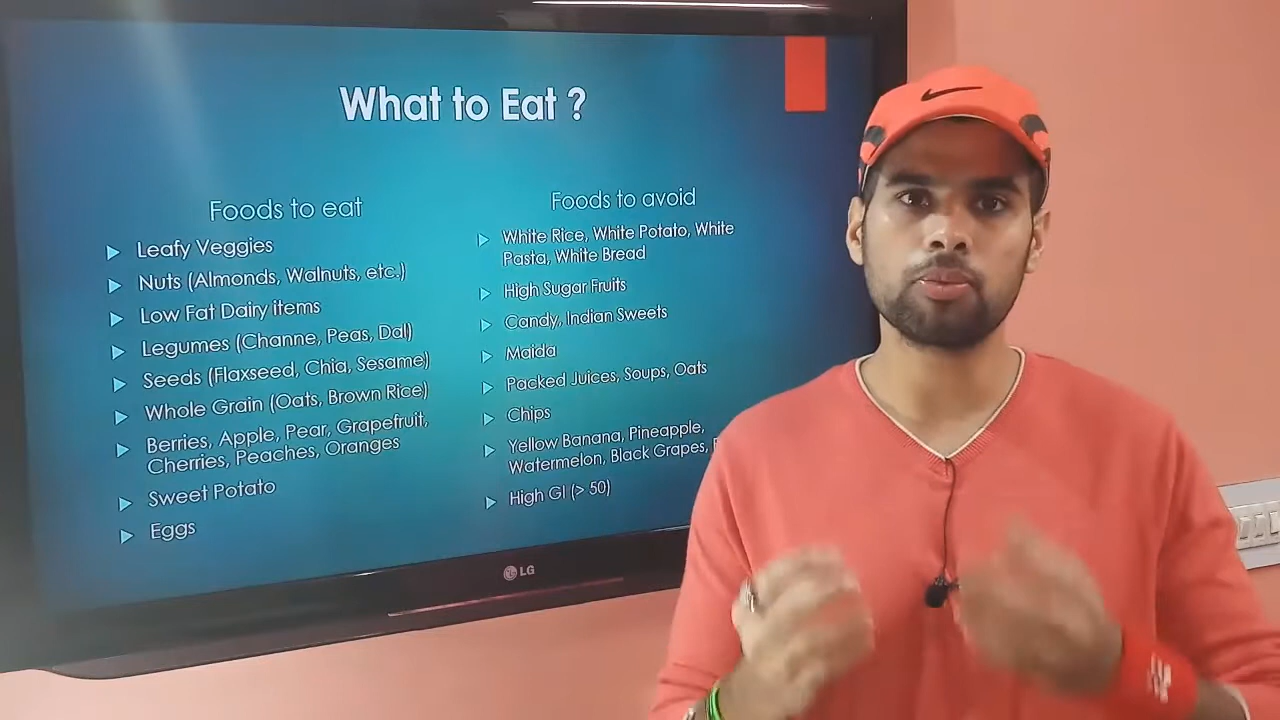 What to Eat ?
Foods to eat
Leafy Veggies
Nuts (Almonds, Walnuts, etc.)
Low Fat Dairy items
Legumes (Channe, Peas, Dal)
Seeds (Flaxseed, Chia, Sesame)
Whole Grain (Oats, Brown Rice)
Berries, Apple, Pear, Grapefruit,
Cherries, Peaches, Oranges
Sweet Potato
Eggs
Foods to avoid
White Rice, White Potato, White
Pasta, White Bread
High Sugar Fruits
Candy, Indian Sweets
Maida
Packed Juices, Soups, Oats
Chips
Yellow Banana, Pineapple,
Watermelon, Black Grapes,
High GI (> 50)
LG